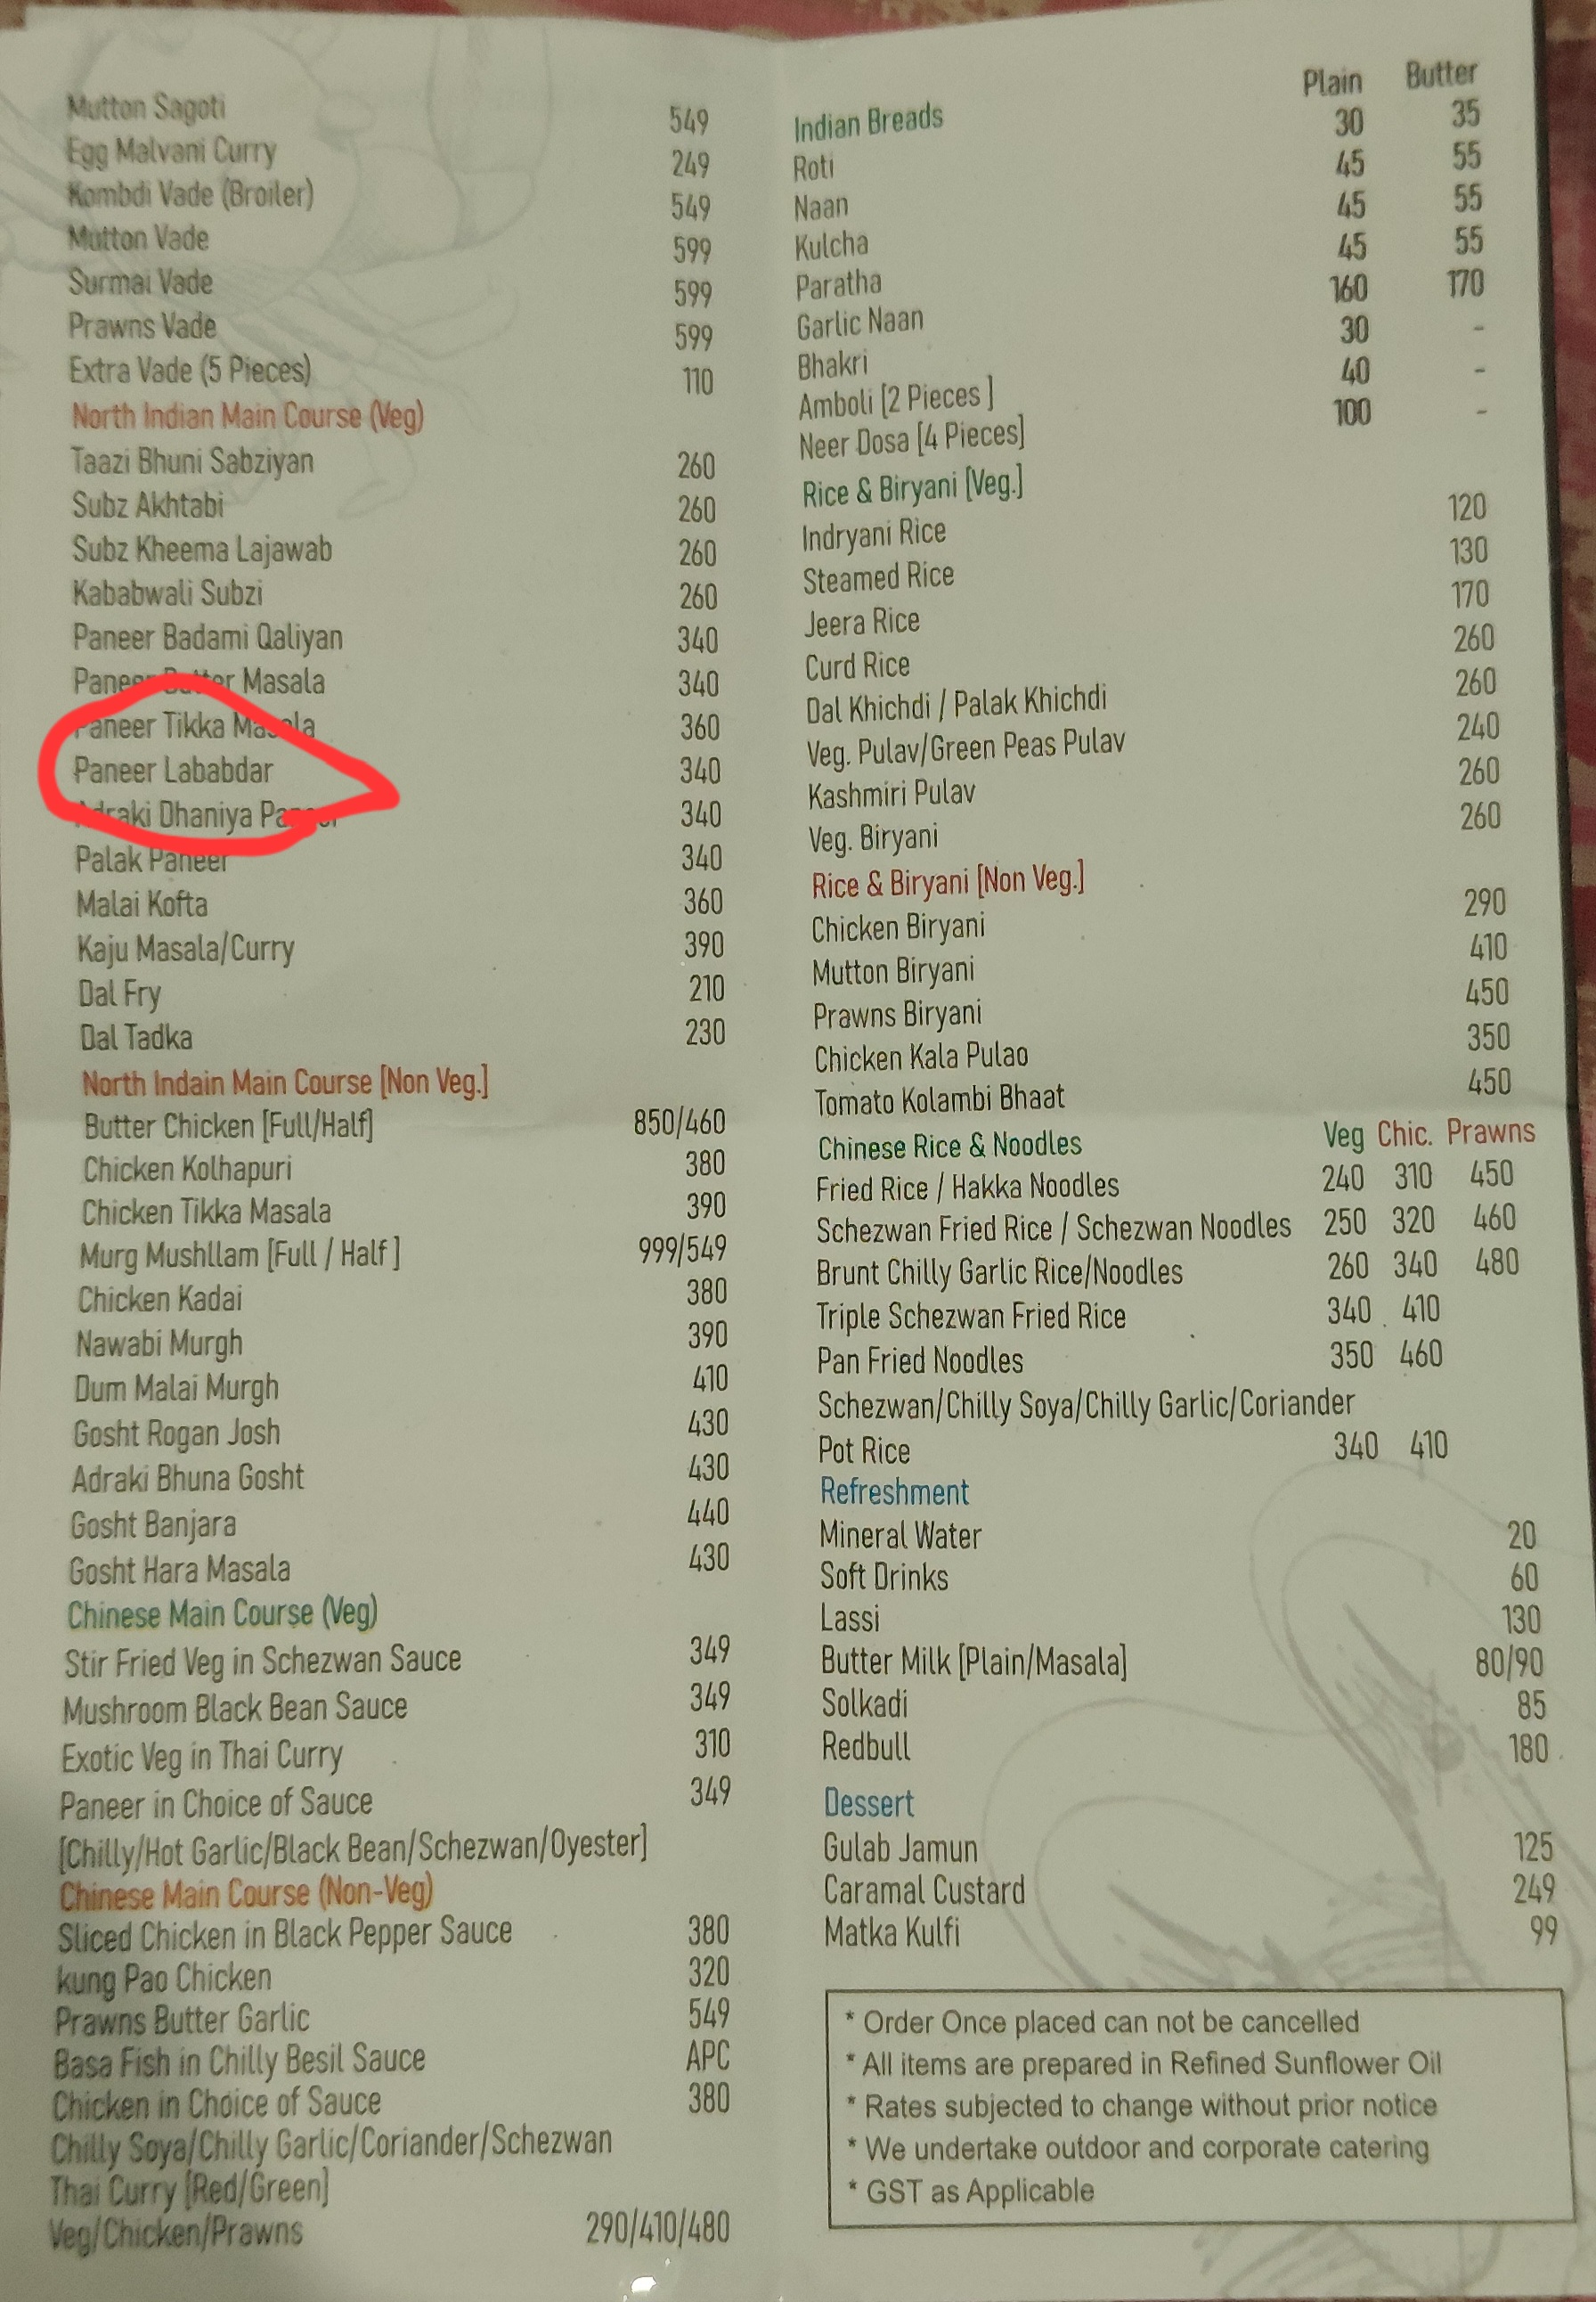 Mutton Sagoti 549
Egg Malvani Curry 249
Kombdi Vade (Broiler) 549
Mutton Vade 599
Surmai Vade 599
Prawns Vade 599
Extra Vade (5 Pieces) 110
North Indian Main Course (Veg)
Taazi Bhuni Sabziyan 260
Subz Akhtabi 260
Subz Kheema Lajawab 260
Kababwali Subzi 260
Paneer Badami Qaliyan 340
Paneer Butter Masala 340
Paneer Tikka Masala 360
Paneer Lababdar 340
Adraki Dhaniya Paneer 340
Palak Paneer 340
Malai Kofta 360
Kaju Masala/Curry 390
Dal Fry 210
Dal Tadka 230
North Indain Main Course [Non Veg.]
Butter Chicken [Full/Half] 850/460
Chicken Kolhapuri 380
Chicken Tikka Masala 390
Murg Mushllam [Full / Half ] 999/549
Chicken Kadai 380
Nawabi Murgh 390
Dum Malai Murgh 410
Gosht Rogan Josh 430
Adraki Bhuna Gosht 430
Gosht Banjara 440
Gosht Hara Masala 430
Chinese Main Course (Veg)
Stir Fried Veg in Schezwan Sauce 349
Mushroom Black Bean Sauce 349
Exotic Veg in Thai Curry 310
Paneer in Choice of Sauce 349
[Chilly/Hot Garlic/Black Bean/Schezwan/Oyester]
Chinese Main Course (Non-Veg)
Sliced Chicken in Black Pepper Sauce 380
kung Pao Chicken 320
Prawns Butter Garlic 549
Basa Fish in Chilly Besil Sauce APC
Chicken in Choice of Sauce 380
Chilly Soya/Chilly Garlic/Coriander/Schezwan
Thai Curry [Red/Green]
Veg/Chicken/Prawns 290/410/480
Plain Butter
Indian Breads 30 35
Roti 45 55
Naan 45 55
Kulcha 45 55
Paratha 160 170
Garlic Naan 30 -
Bhakri 40 -
Amboli [2 Pieces ] 100 -
Neer Dosa [4 Pieces]
Rice & Biryani [Veg.]
Indryani Rice 120
Steamed Rice 130
Jeera Rice 170
Curd Rice 260
Dal Khichdi / Palak Khichdi 260
Veg. Pulav/Green Peas Pulav 240
Kashmiri Pulav 260
Veg. Biryani 260
Rice & Biryani [Non Veg.]
Chicken Biryani 290
Mutton Biryani 410
Prawns Biryani 450
Chicken Kala Pulao 350
Tomato Kolambi Bhaat 450
Chinese Rice & Noodles Veg Chic. Prawns
Fried Rice / Hakka Noodles 240 310 450
Schezwan Fried Rice / Schezwan Noodles 250 320 460
Brunt Chilly Garlic Rice/Noodles 260 340 480
Triple Schezwan Fried Rice 340 410
Pan Fried Noodles 350 460
Schezwan/Chilly Soya/Chilly Garlic/Coriander
Pot Rice 340 410
Refreshment
Mineral Water 20
Soft Drinks 60
Lassi 130
Butter Milk [Plain/Masala] 80/90
Solkadi 85
Redbull 180
Dessert
Gulab Jamun 125
Caramal Custard 249
Matka Kulfi 99
* Order Once placed can not be cancelled
* All items are prepared in Refined Sunflower Oil
* Rates subjected to change without prior notice
* We undertake outdoor and corporate catering
* GST as Applicable